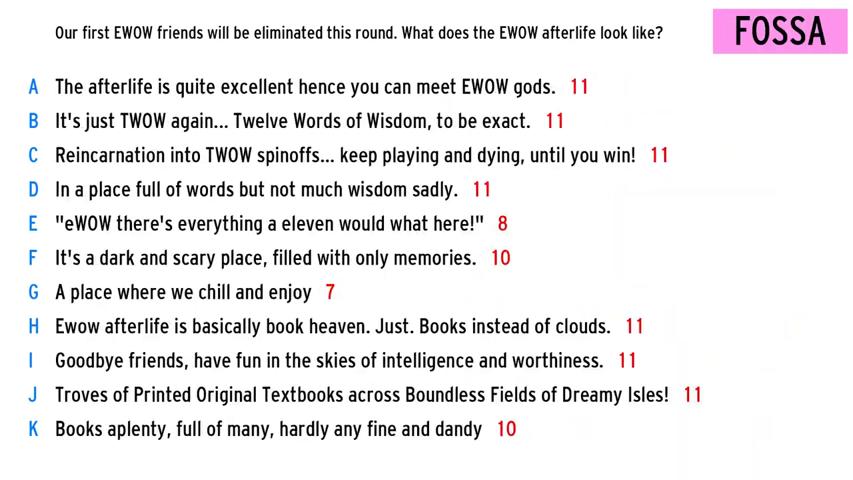 Our first EWOW friends will be eliminated this round. What does the EWOW afterlife look like?
FOSSA
A The afterlife is quite excellent hence you can meet EWOW gods. 11
B It's just TWOW again... Twelve Words of Wisdom, to be exact. 11
C Reincarnation into TWOW spinoffs... keep playing and dying, until you win! 11
D In a place full of words but not much wisdom sadly. 11
E "eWOW there's everything a eleven would what here!" 8
F It's a dark and scary place, filled with only memories. 10
G A place where we chill and enjoy 7
H Ewow afterlife is basically book heaven. Just. Books instead of clouds. 11
I Goodbye friends, have fun in the skies of intelligence and worthiness. 11
J Troves of Printed Original Textbooks across Boundless Fields of Dreamy Isles! 11
K Books aplenty, full of many, hardly any fine and dandy 10